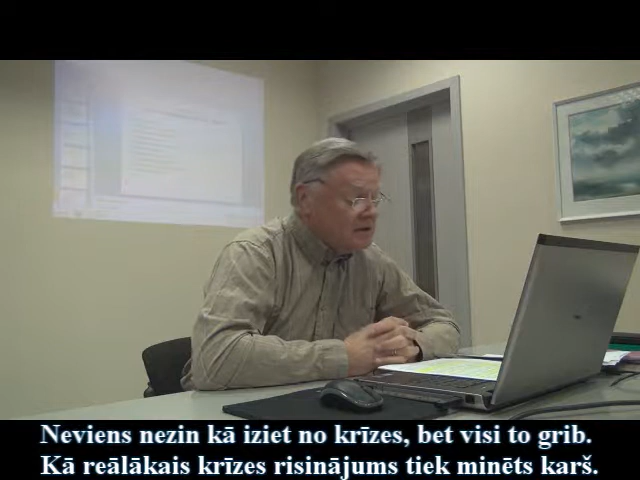 Neviens nezin kā iziet no krīzes, bet visi to grib.
Kā reālākais krīzes risinājums tiek minēts karš.